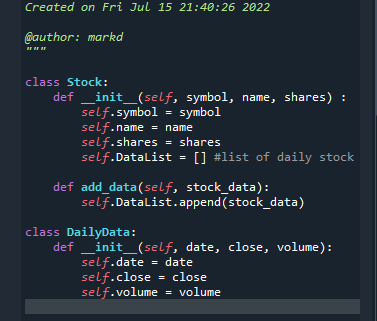 Created on Fri Jul 15 21:40:26 2022
@author: markd
"""
class Stock:
    def __init__(self, symbol, name, shares) :
        self.symbol = symbol
        self.name = name
        self.shares = shares
        self.DataList = [] #list of daily stock
    def add_data(self, stock_data):
        self.DataList.append(stock_data)
class DailyData:
    def __init__(self, date, close, volume):
        self.date = date
        self.close = close
        self.volume = volume